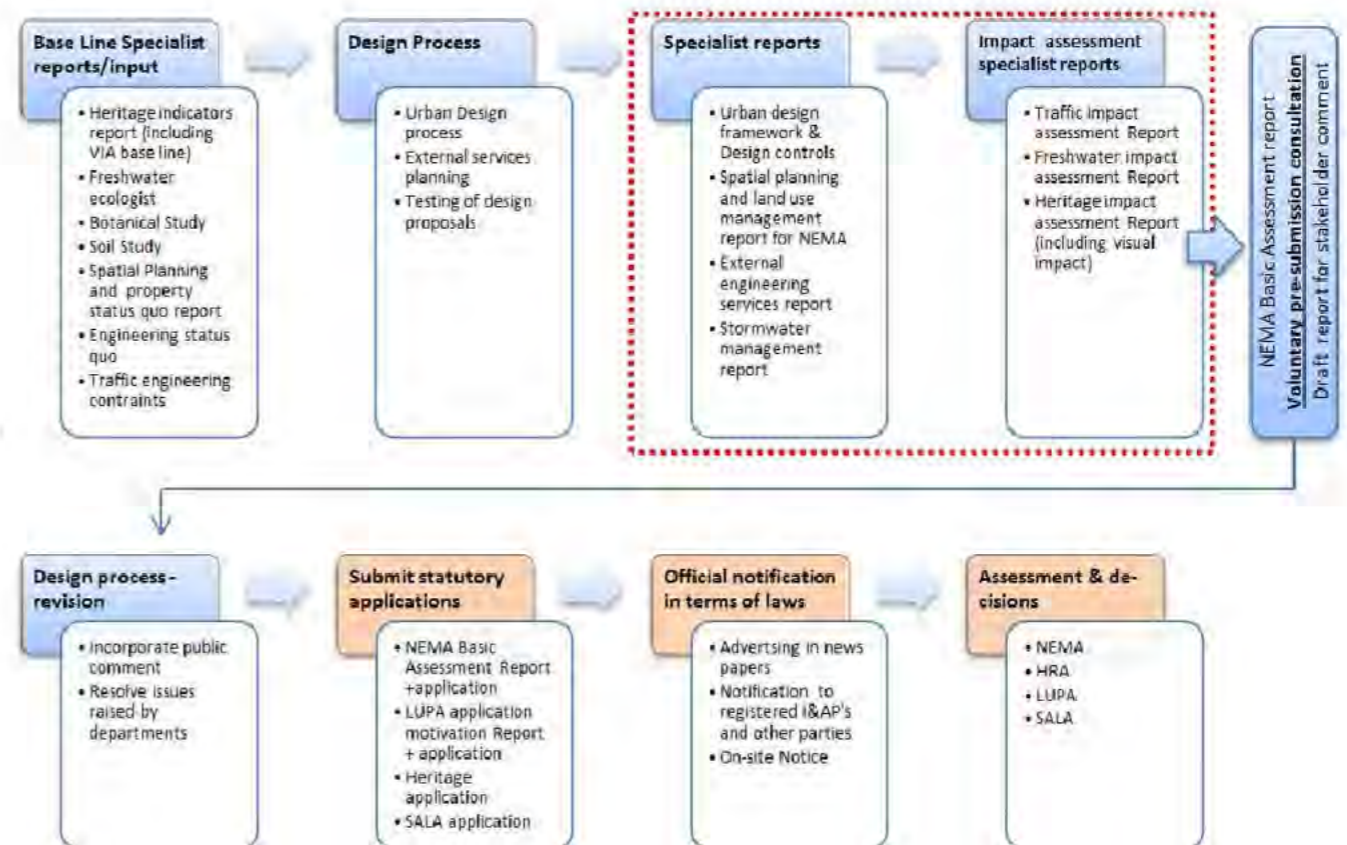 Base Line Specialist
reports/input
• Heritage indicators
report (including
VIA base line)
• Freshwater
ecologist
• Botanical Study
• Soil Study
• Spatial Planning
and property
status quo report
• Engineering status
quo
• Traffic engineering
contraints
Design Process
• Urban Design
process
• External services
planning
• Testing of design
proposals
Specialist reports
• Urban design
framework &
Design controls
• Spatial planning
and land use
management
report for NEMA
• External
engineering
services report
• Stormwater
management
report
Impact assessment
specialist reports
• Traffic impact
assessment Report
• Freshwater impact
assessment Report
• Heritage impact
assessment Report
(including visual
impact)
NEMA Basic Assessment report
Voluntary pre-submission consultation
Draft report for stakeholder comment
Design process -
revision
• Incorporate public
comment
• Resolve issues
raised by
departments
Submit statutory
applications
• NEMA Basic
Assessment Report
+application
• LUPA application
motivation Report
+ application
• Heritage
application
• SALA application
Official notification
in terms of laws
• Advertsing in news
papers
• Notification to
registered I&AP's
and other parties
• On-site Notice
Assessment & de-
cisions
• NEMA
• HRA
• LUPA
• SALA